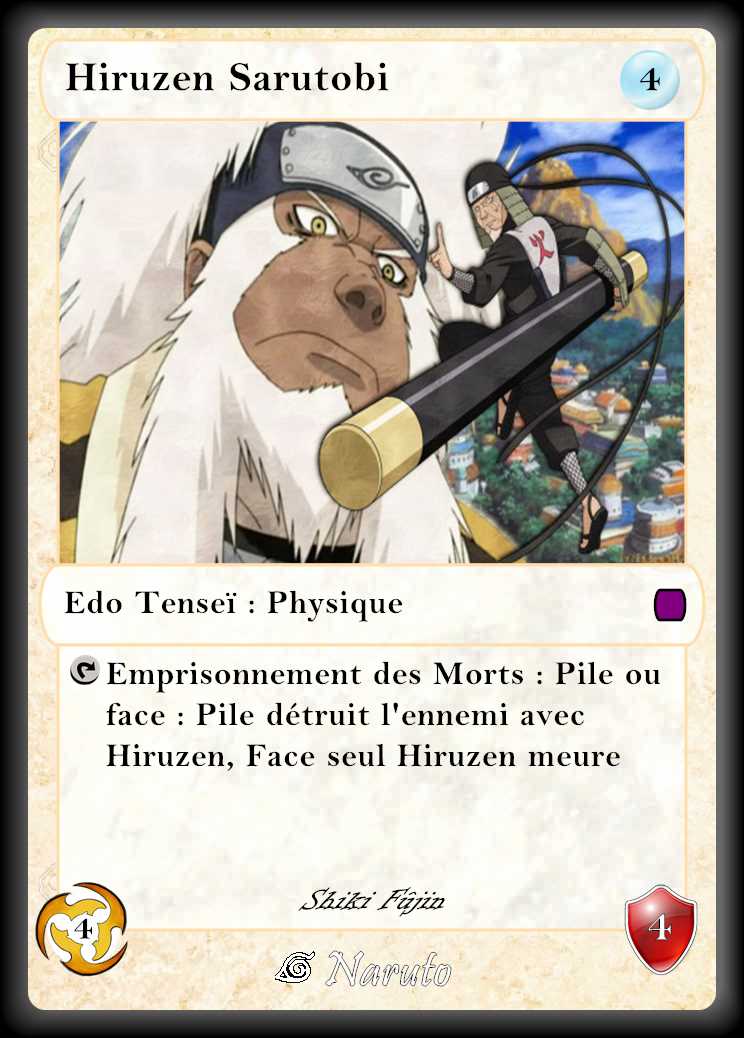 Hiruzen Sarutobi
4
火
Edo Tenseï : Physique
Emprisonnement des Morts : Pile ou
face : Pile détruit l'ennemi avec
Hiruzen, Face seul Hiruzen meure
Shiki Fûjin
4
4
Naruto